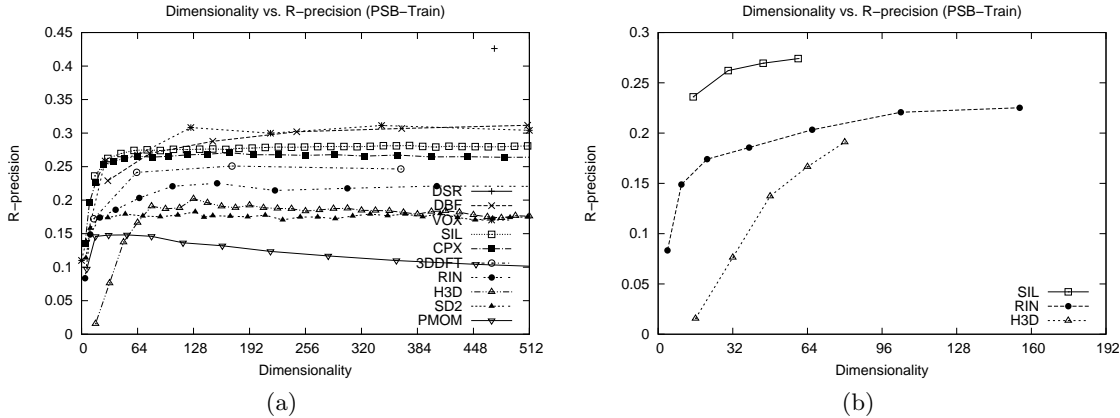 Dimensionality vs. R-precision (PSB-Train)
R-precision
0.45
0.4
0.35
0.3
0.25
0.2
0.15
0.1
0.05
0
0 64 128 192 256 320 384 448 512
Dimensionality
DSR
DBF
VOX
SIL
CPX
3DDFT
RIN
H3D
SD2
PMOM
(a)
Dimensionality vs. R-precision (PSB-Train)
R-precision
0.3
0.25
0.2
0.15
0.1
0.05
0
0 32 64 96 128 160 192
Dimensionality
SIL
RIN
H3D
(b)